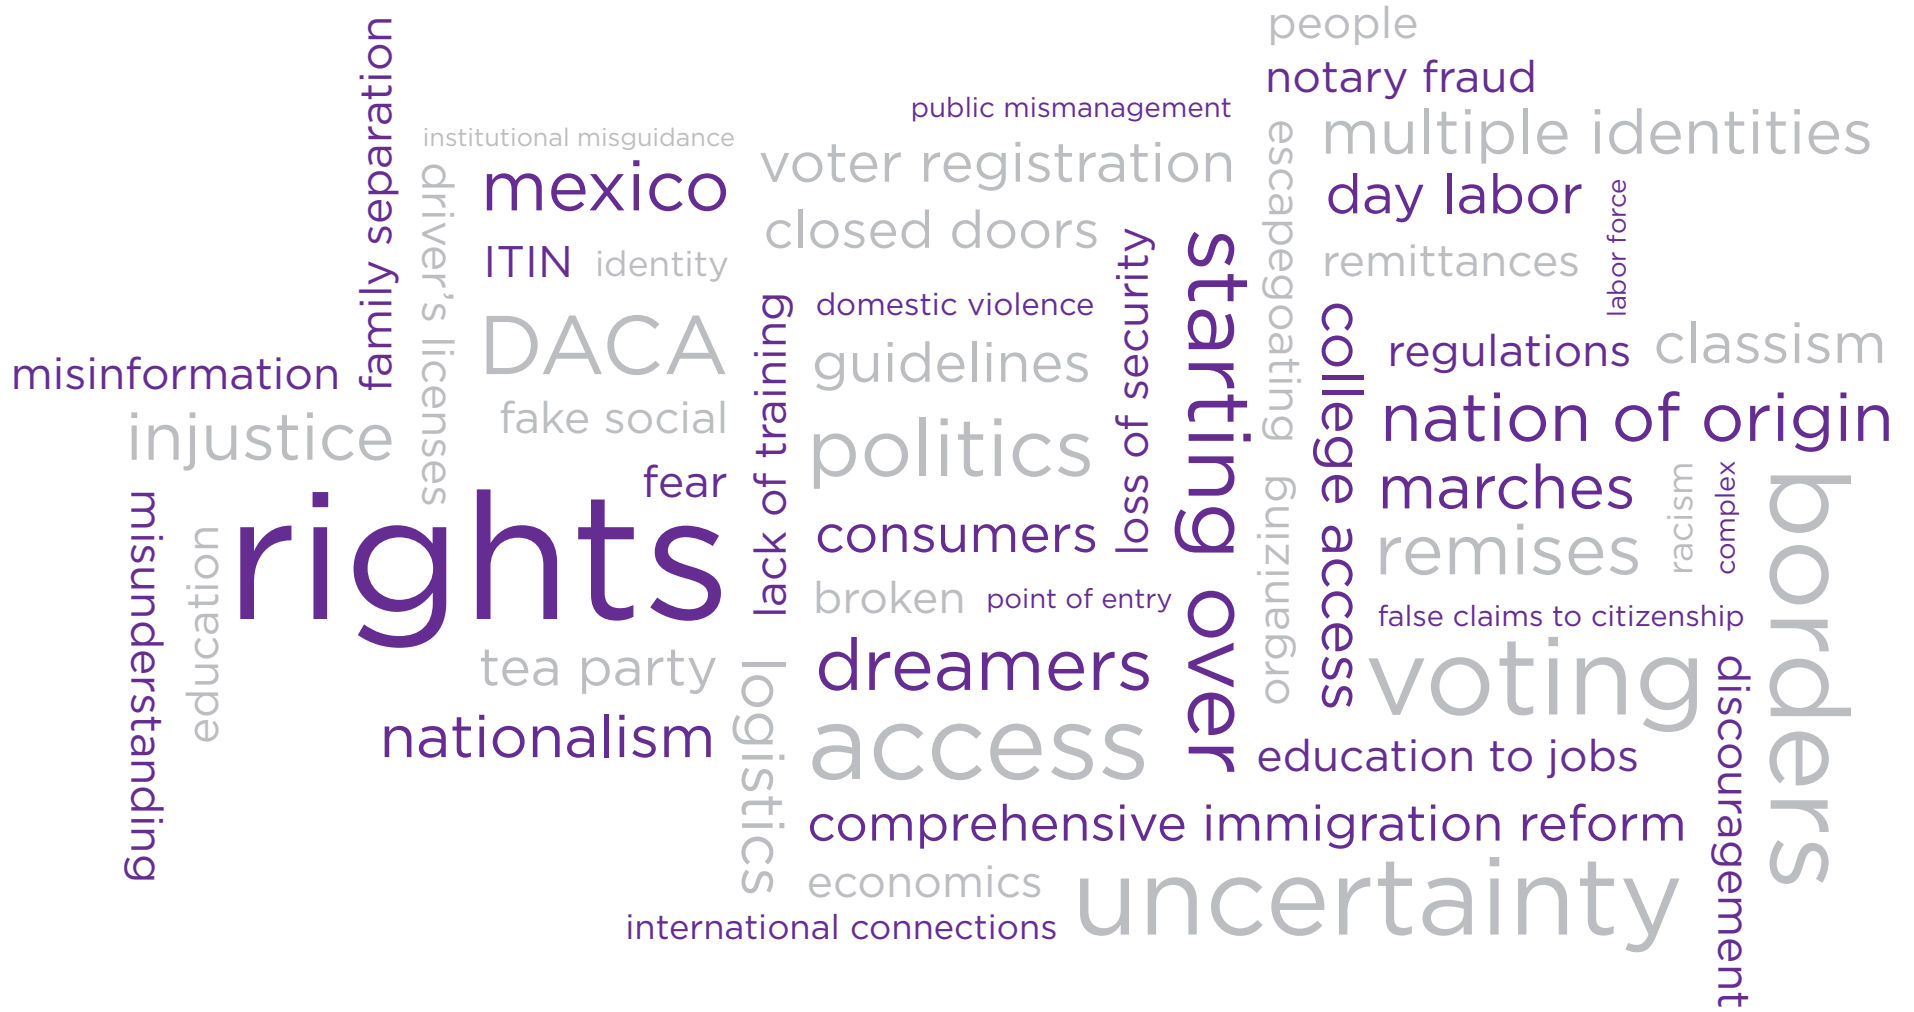 people
notary fraud
public mismanagement
institutional misguidance
family separation
driver's licenses
mexico
voter registration
escapegoating
multiple identities
day labor
labor force
closed doors
ITIN
identity
remittances
loss of security
starting over
domestic violence
lack of training
DACA
guidelines
college access
regulations
classism
misinformation
injustice
fake social
politics
nation of origin
fear
rights
misunderstanding
education
consumers
organizing
marches
racism
complex
borders
remises
broken
point of entry
false claims to citizenship
tea party
logistics
dreamers
voting
discouragement
nationalism
access
education to jobs
comprehensive immigration reform
economics
uncertainty
international connections